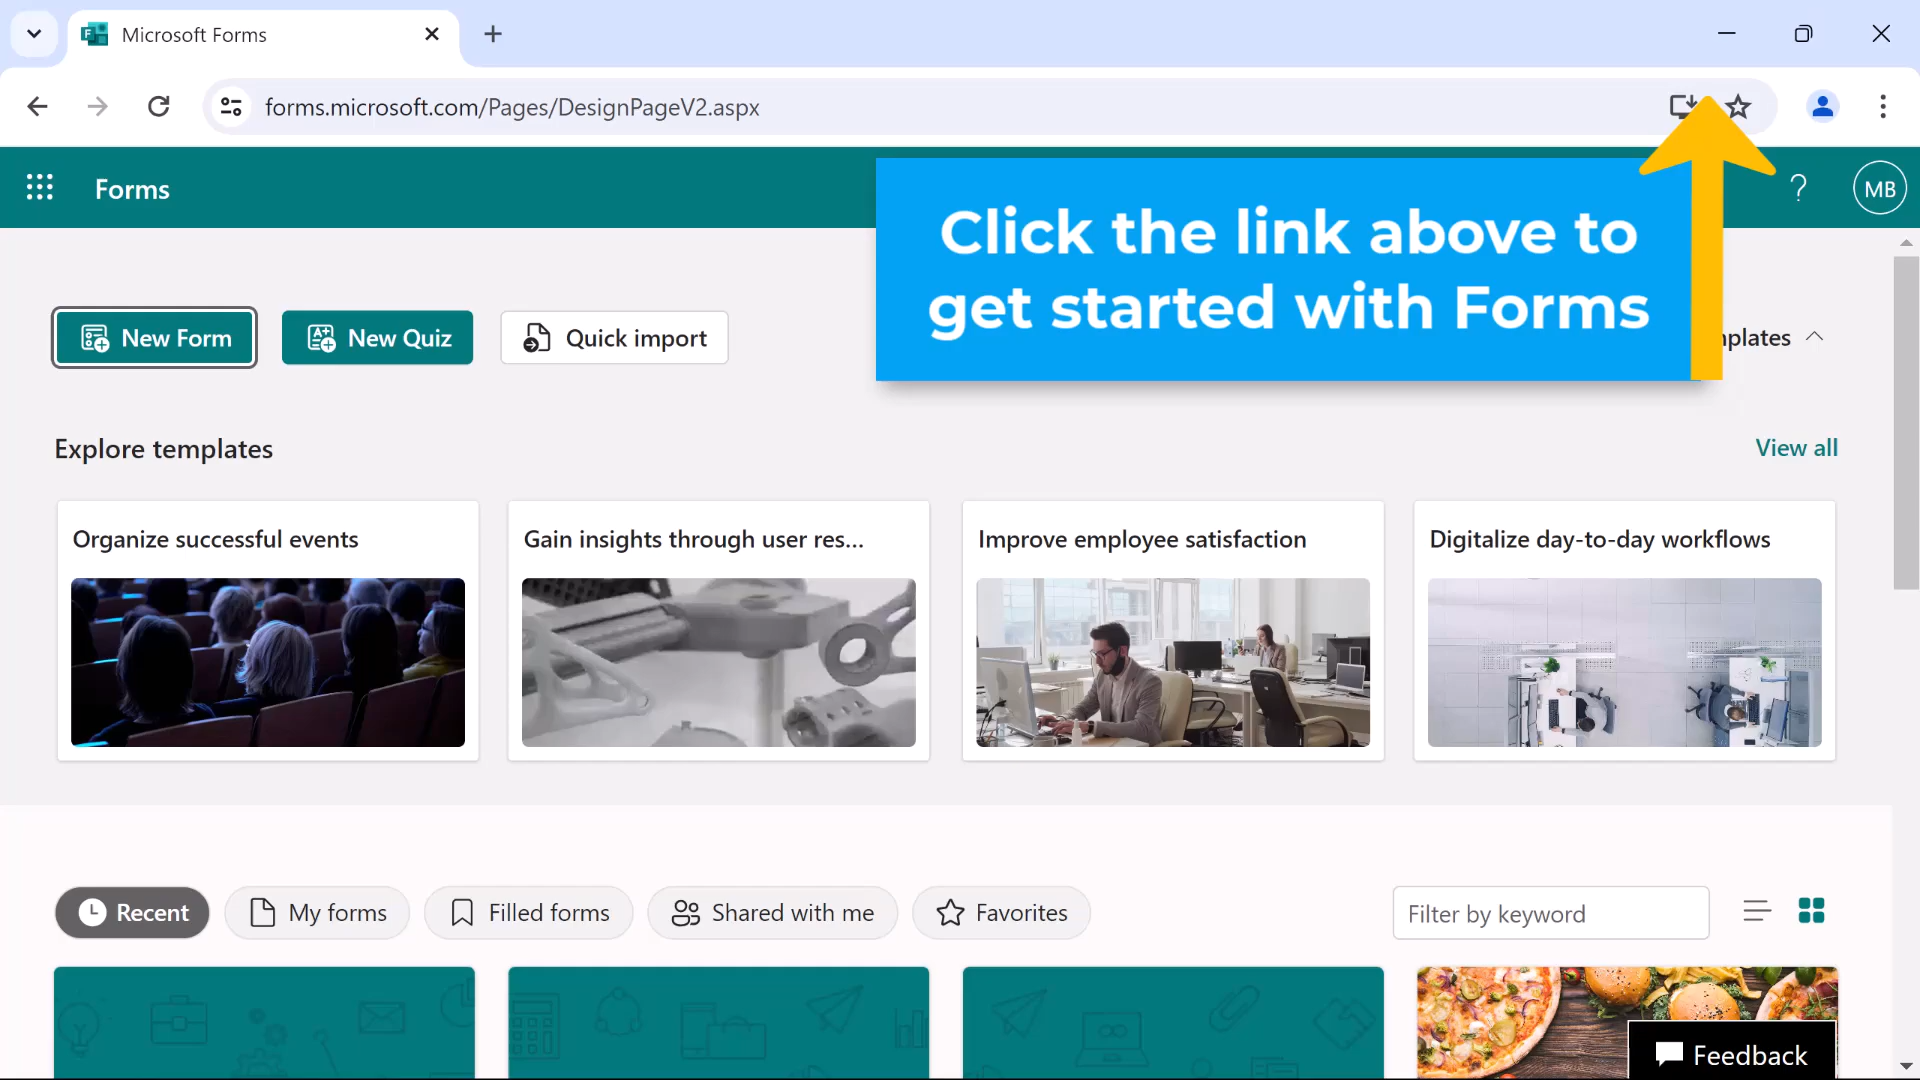 Microsoft Forms
forms.microsoft.com/Pages/DesignPageV2.aspx
Forms
?
MB
Click the link above to
get started with Forms
New Form
New Quiz
Quick import
mplates
Explore templates
View all
Organize successful events
Gain insights through user res...
Improve employee satisfaction
Digitalize day-to-day workflows
Recent
My forms
Filled forms
Shared with me
Favorites
Filter by keyword
Feedback